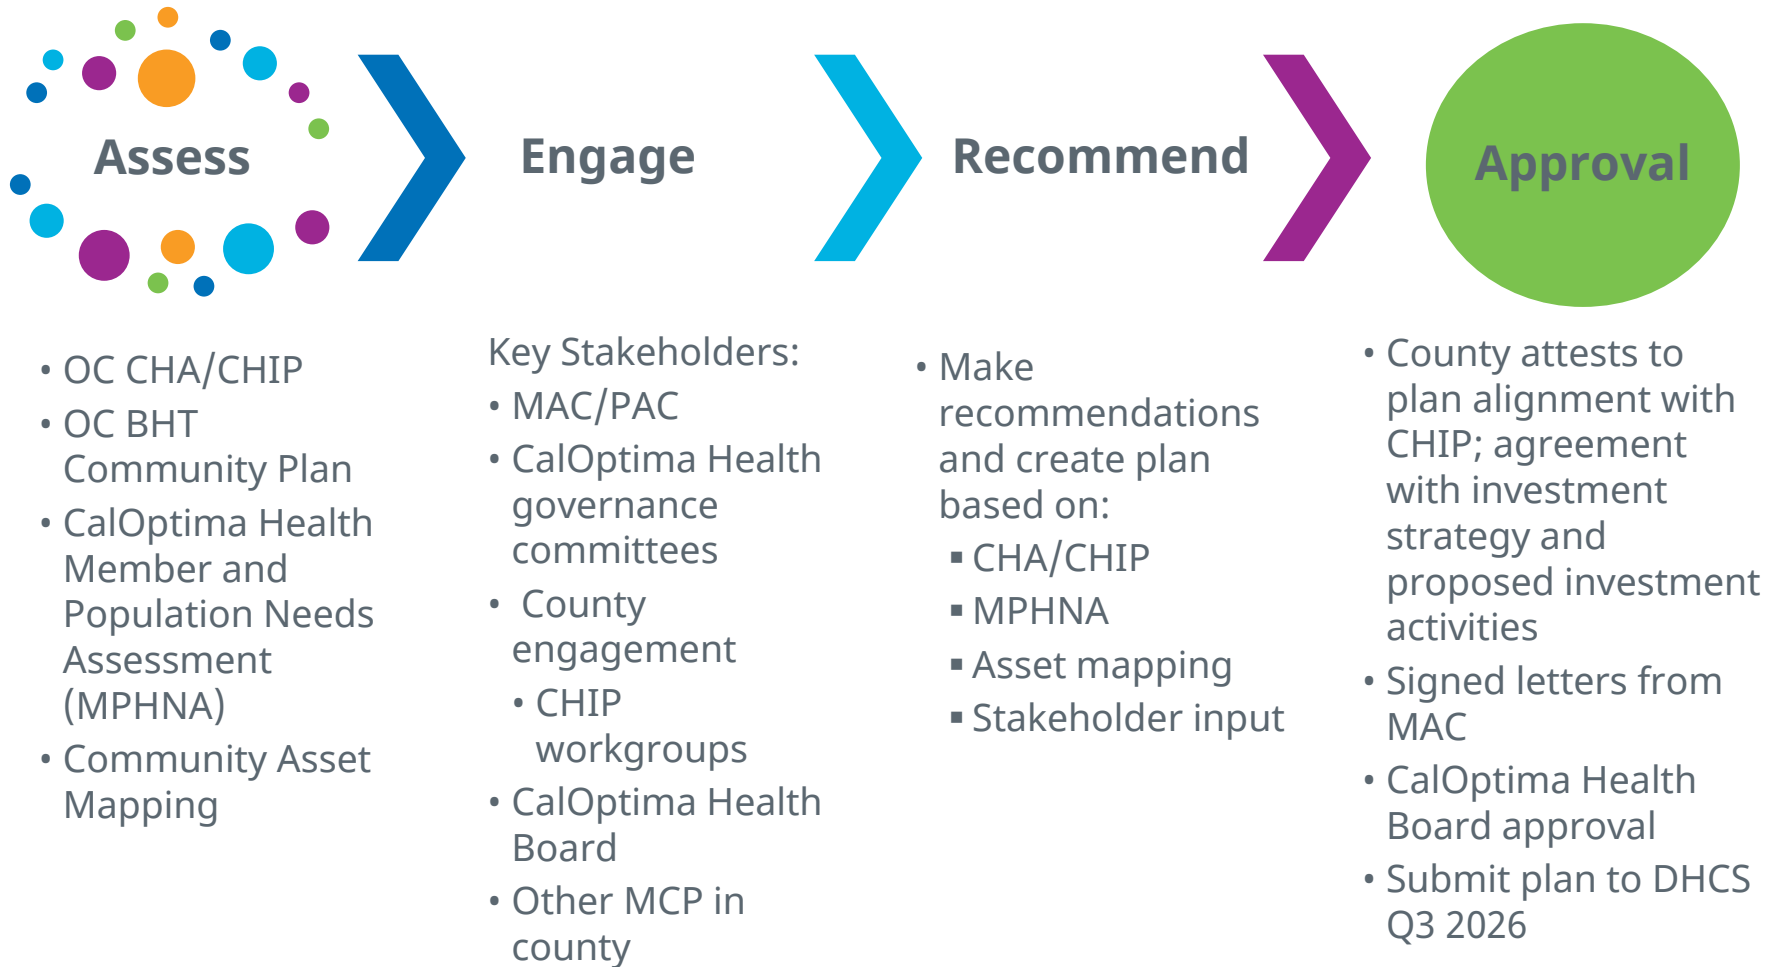 Assess
Engage
Recommend
Approval
• OC CHA/CHIP
• OC BHT
Community Plan
• CalOptima Health
Member and
Population Needs
Assessment
(MPHNA)
• Community Asset
Mapping
Key Stakeholders:
• MAC/PAC
• CalOptima Health
governance
committees
• County
engagement
• CHIP
workgroups
• CalOptima Health
Board
• Other MCP in
county
• Make
recommendations
and create plan
based on:
▪ CHA/CHIP
▪ MPHNA
▪ Asset mapping
▪ Stakeholder input
• County attests to
plan alignment with
CHIP; agreement
with investment
strategy and
proposed investment
activities
• Signed letters from
MAC
• CalOptima Health
Board approval
• Submit plan to DHCS
Q3 2026